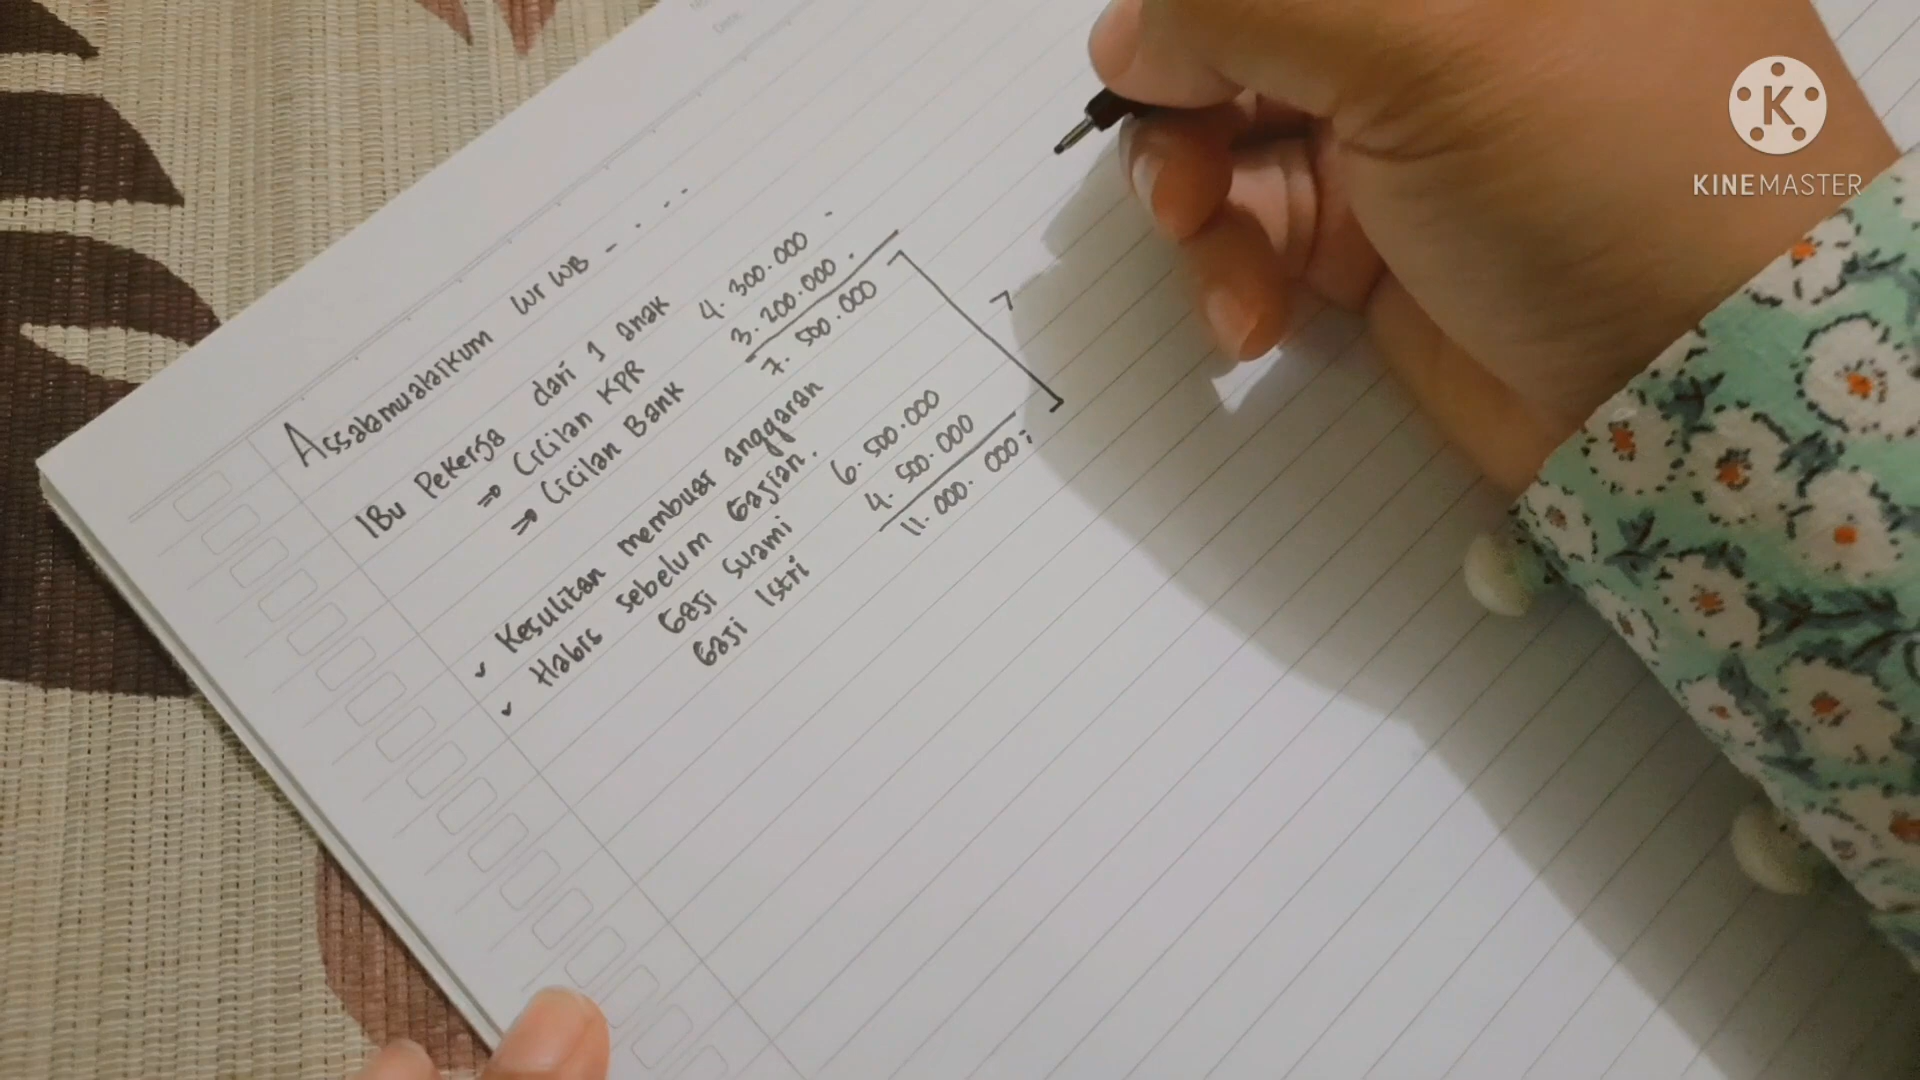 Assalamualaikum wr wB - . . . .
IBu Pekerja dari 1 anak
⇒ Cicilan KPR 4.300.000 -
⇒ Cicilan Bank 3.200.000.
7.500.000
✓ Kesulitan membuat anggaran
✓ Habis sebelum Gajian.
Gaji Suami 6.500.000
Gaji Istri 4.500.000
11.000.000;
K
KINEMASTER